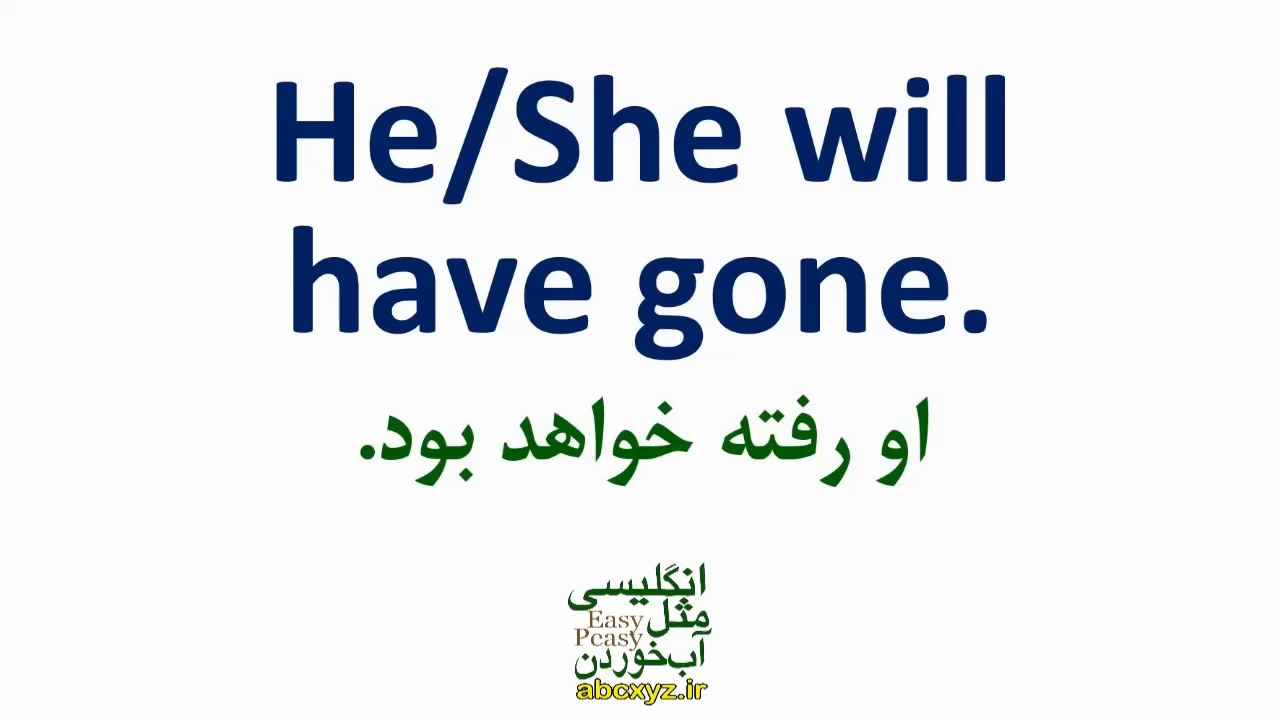 He/She will
have gone.
او رفته خواهد بود.
انگلیسی
مثل
Easy
Peasy
آب‌خوردن
abcxyz.ir